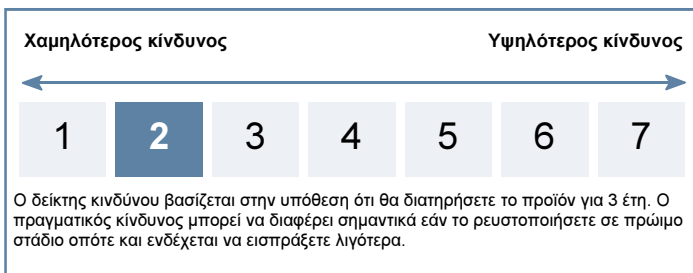 Χαμηλότερος κίνδυνος Υψηλότερος κίνδυνος
1 2 3 4 5 6 7
Ο δείκτης κινδύνου βασίζεται στην υπόθεση ότι θα διατηρήσετε το προϊόν για 3 έτη. Ο
πραγματικός κίνδυνος μπορεί να διαφέρει σημαντικά εάν το ρευστοποιήσετε σε πρώιμο
στάδιο οπότε και ενδέχεται να εισπράξετε λιγότερα.